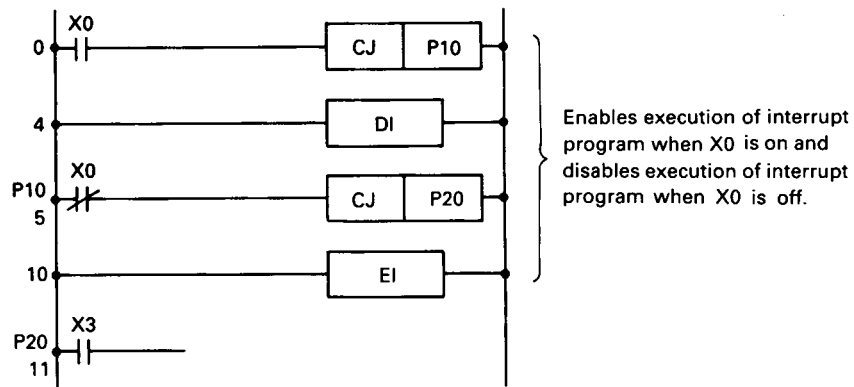 X0
0 CJ P10
4 DI
P10 X0
5 CJ P20
10 EI
P20 X3
11
Enables execution of interrupt
program when X0 is on and
disables execution of interrupt
program when X0 is off.